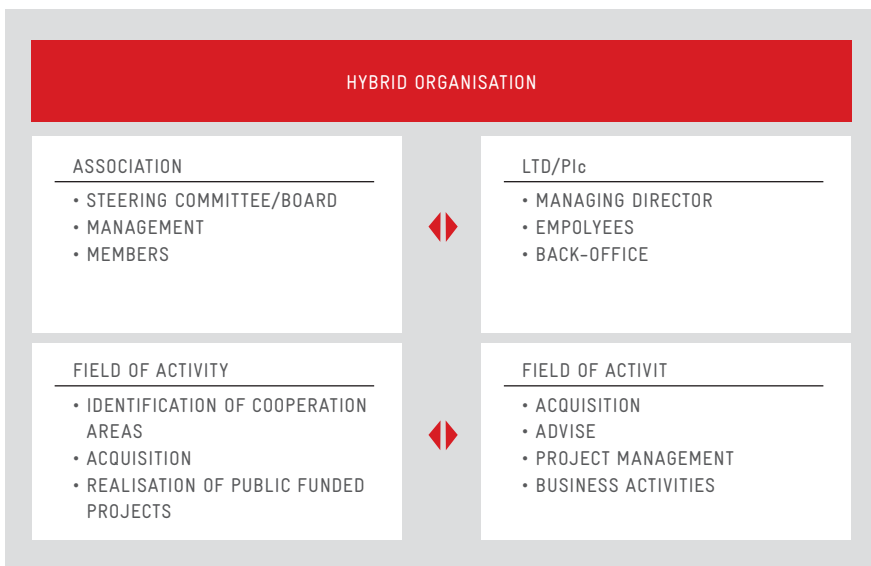 HYBRID ORGANISATION
ASSOCIATION
• STEERING COMMITTEE/BOARD
• MANAGEMENT
• MEMBERS
LTD/Plc
• MANAGING DIRECTOR
• EMPOLYEES
• BACK-OFFICE
FIELD OF ACTIVITY
• IDENTIFICATION OF COOPERATION
AREAS
• ACQUISITION
• REALISATION OF PUBLIC FUNDED
PROJECTS
FIELD OF ACTIVIT
• ACQUISITION
• ADVISE
• PROJECT MANAGEMENT
• BUSINESS ACTIVITIES